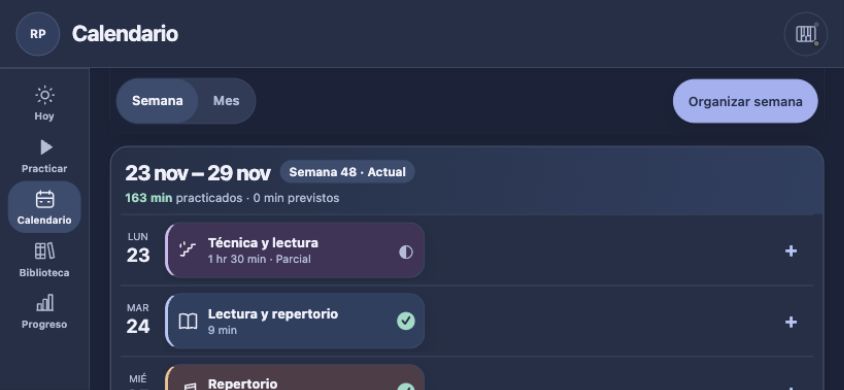 RP
Calendario
Hoy
Practicar
Calendario
Biblioteca
Progreso
Semana
Mes
Organizar semana
23 nov – 29 nov
Semana 48 · Actual
163 min practicados · 0 min previstos
LUN
23
Técnica y lectura
1 hr 30 min · Parcial
+
MAR
24
Lectura y repertorio
9 min
+
MIÉ
Repertorio